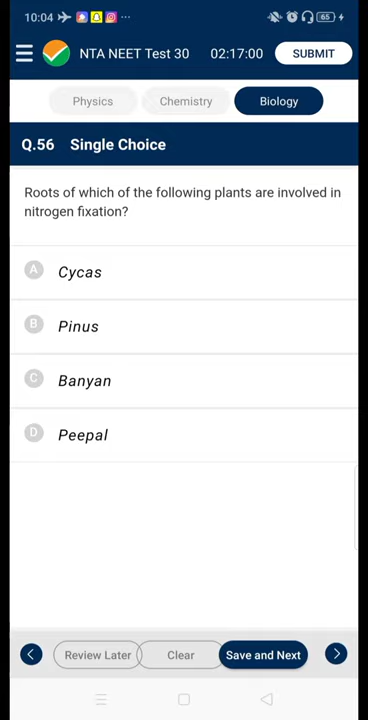 10:04 65
NTA NEET Test 30 02:17:00 SUBMIT
Physics Chemistry Biology
Q.56 Single Choice
Roots of which of the following plants are involved in
nitrogen fixation?
A Cycas
B Pinus
C Banyan
D Peepal
Review Later Clear Save and Next